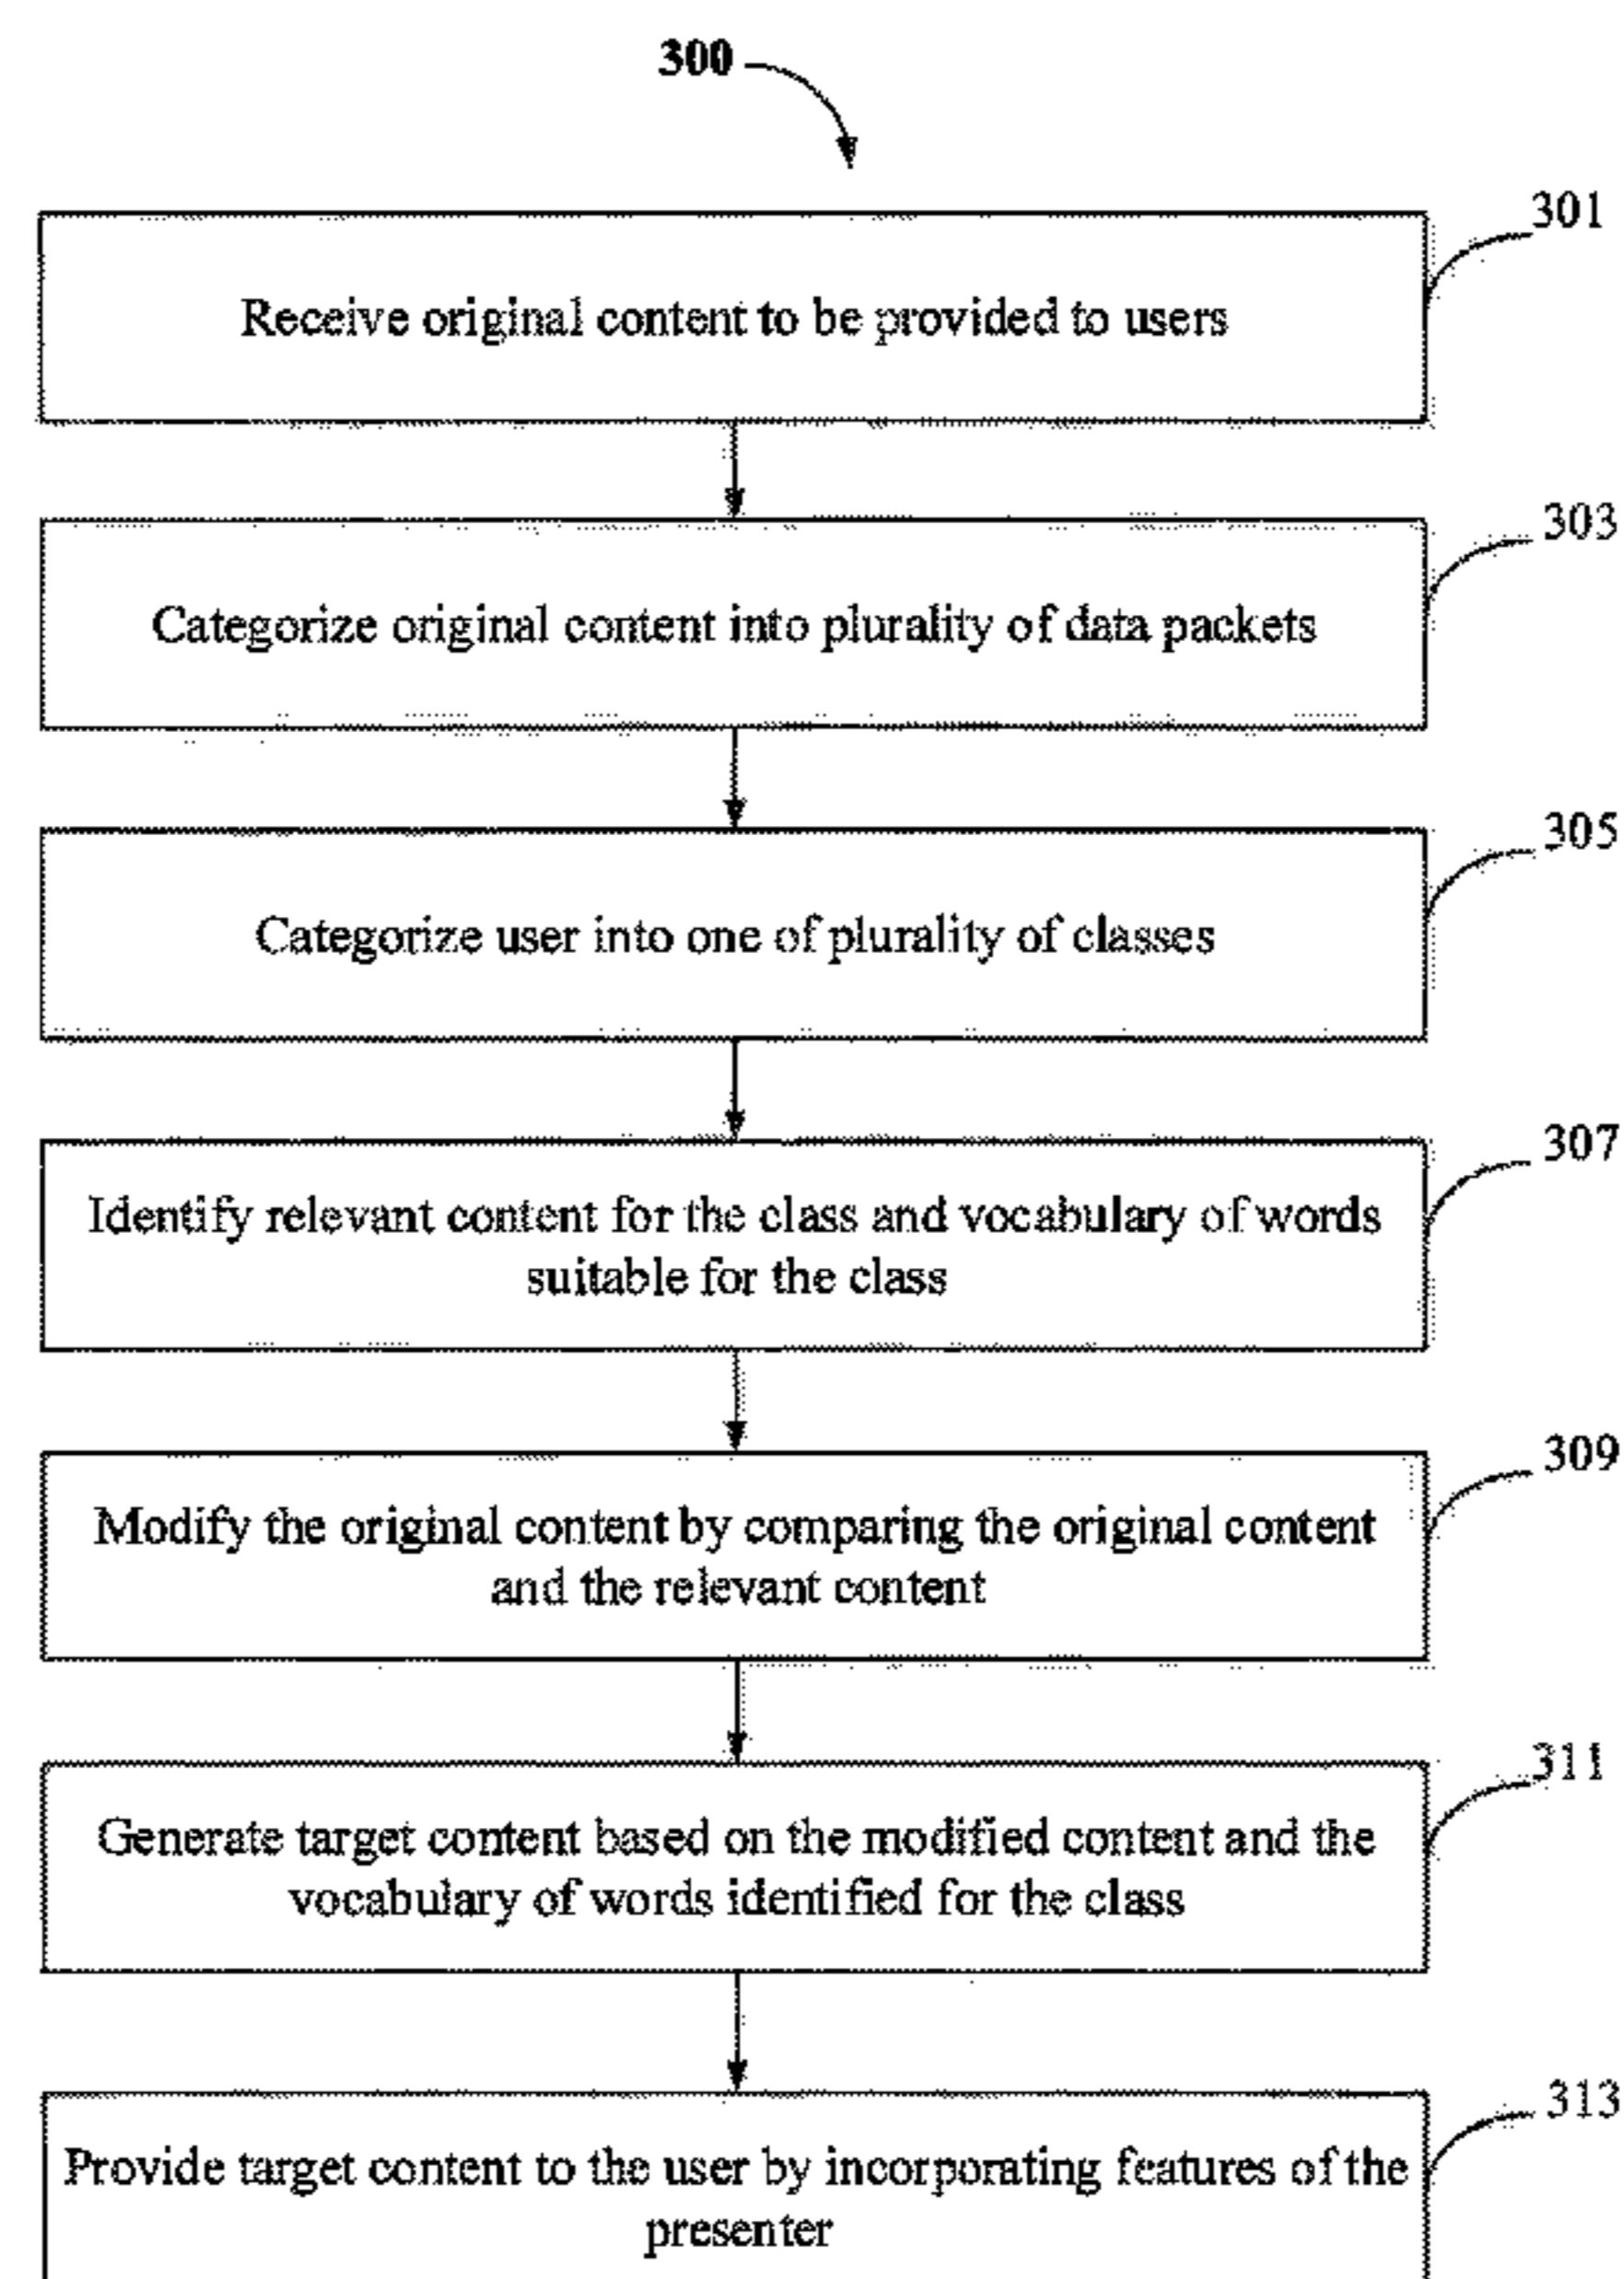 300
301
Receive original content to be provided to users
303
Categorize original content into plurality of data packets
305
Categorize user into one of plurality of classes
307
Identify relevant content for the class and vocabulary of words
suitable for the class
309
Modify the original content by comparing the original content
and the relevant content
311
Generate target content based on the modified content and the
vocabulary of words identified for the class
313
Provide target content to the user by incorporating features of the
presenter